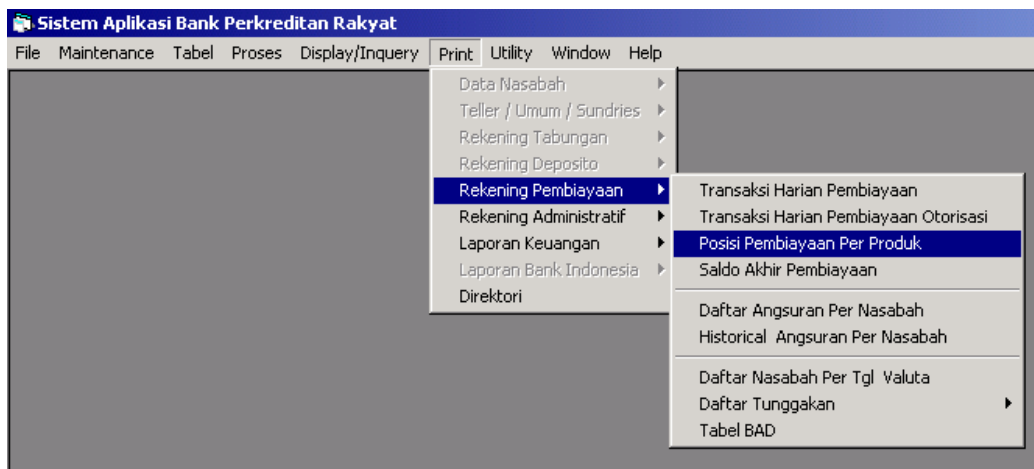 Sistem Aplikasi Bank Perkreditan Rakyat
File Maintenance Tabel Proses Display/Inquery Print Utility Window Help
Data Nasabah
Teller / Umum / Sundries
Rekening Tabungan
Rekening Deposito
Rekening Pembiayaan
Rekening Administratif
Laporan Keuangan
Laporan Bank Indonesia
Direktori
Transaksi Harian Pembiayaan
Transaksi Harian Pembiayaan Otorisasi
Posisi Pembiayaan Per Produk
Saldo Akhir Pembiayaan
Daftar Angsuran Per Nasabah
Historical Angsuran Per Nasabah
Daftar Nasabah Per Tgl Valuta
Daftar Tunggakan
Tabel BAD